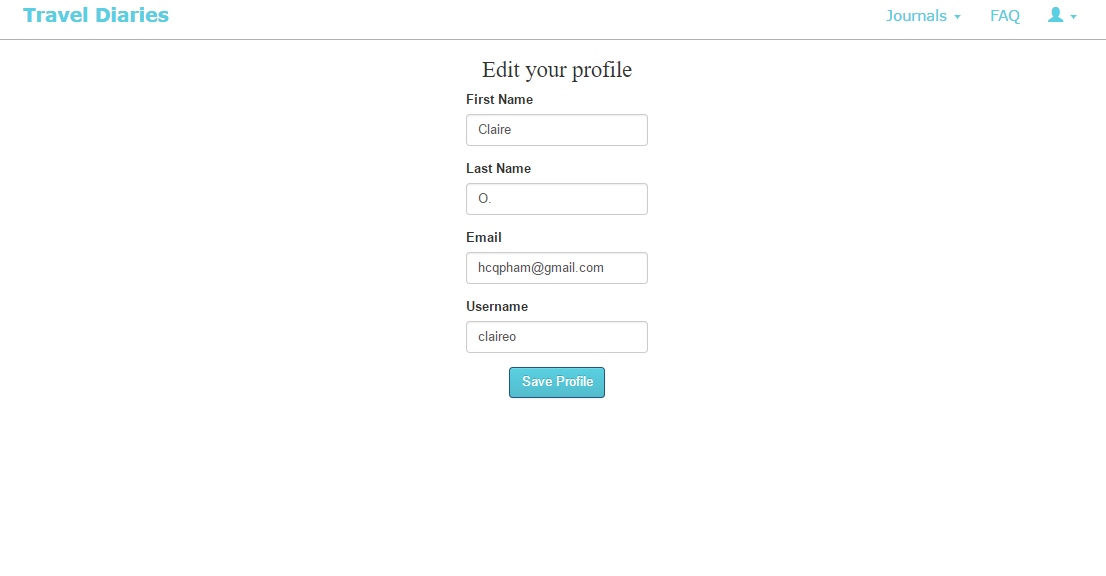 Travel Diaries
Journals FAQ
Edit your profile
First Name
Claire
Last Name
O.
Email
hcqpham@gmail.com
Username
claireo
Save Profile